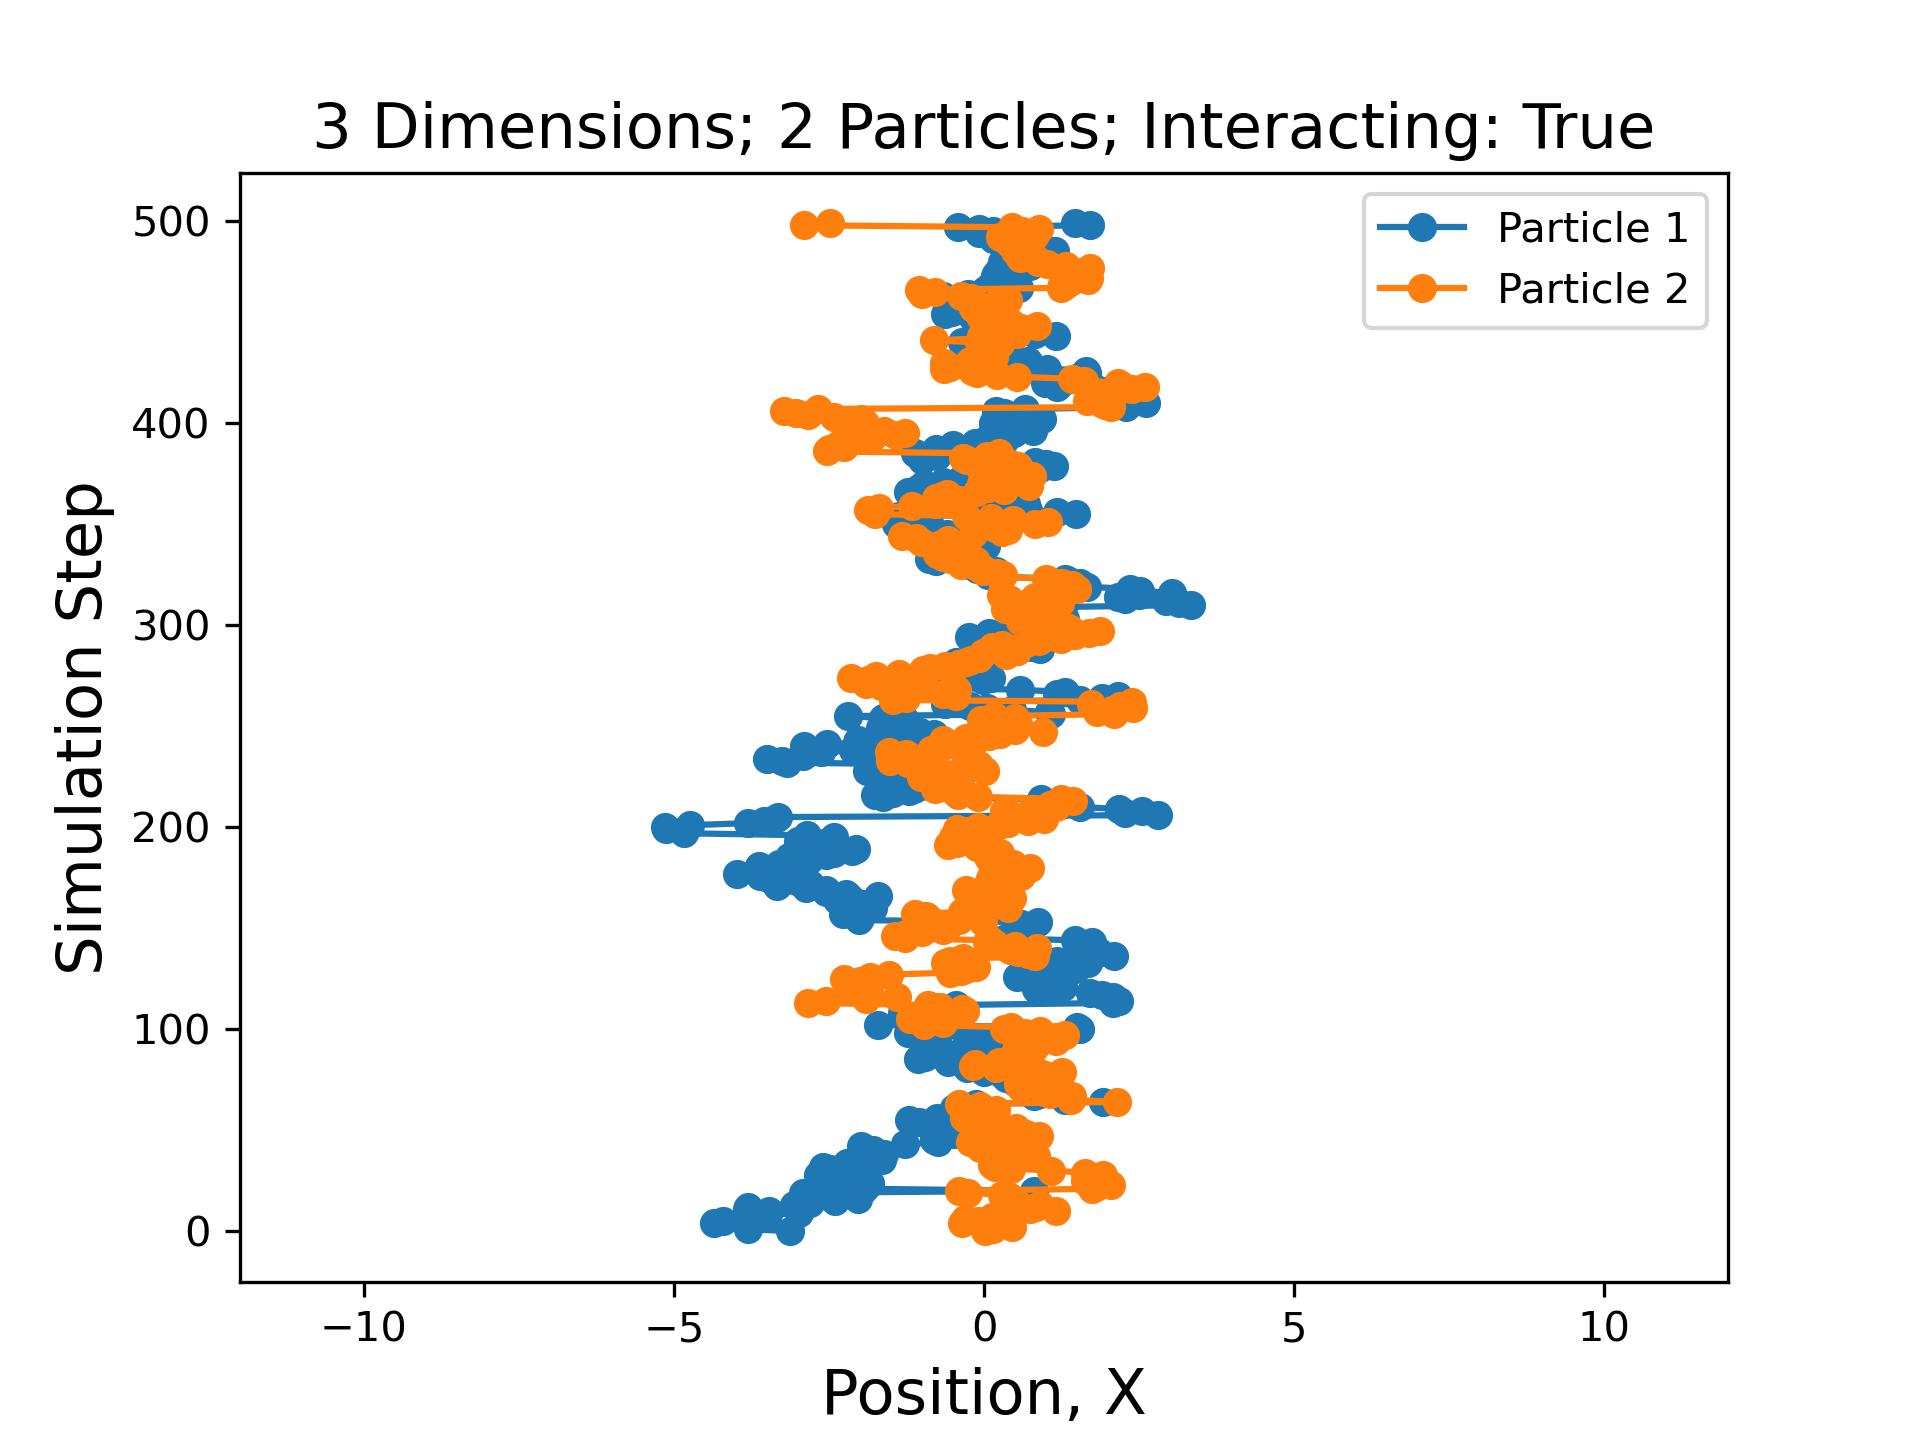 3 Dimensions; 2 Particles; Interacting: True
Particle 1
Particle 2
500
400
300
200
100
0
Simulation Step
−10
−5
0
5
10
Position, X